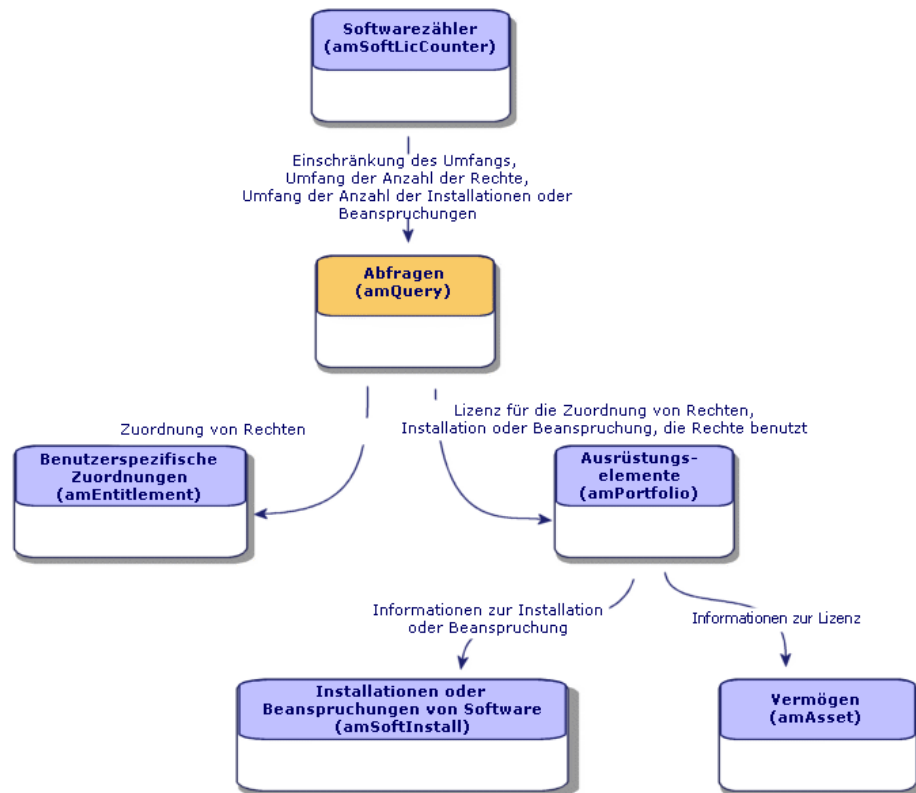 Softwarezähler
(amSoftLicCounter)
Einschränkung des Umfangs,
Umfang der Anzahl der Rechte,
Umfang der Anzahl der Installationen oder
Beanspruchungen
Abfragen
(amQuery)
Zuordnung von Rechten
Lizenz für die Zuordnung von Rechten,
Installation oder Beanspruchung, die Rechte benutzt
Benutzerspezifische
Zuordnungen
(amEntitlement)
Ausrüstungs-
elemente
(amPortfolio)
Informationen zur Installation
oder Beanspruchung
Informationen zur Lizenz
Installationen oder
Beanspruchungen von Software
(amSoftInstall)
Vermögen
(amAsset)